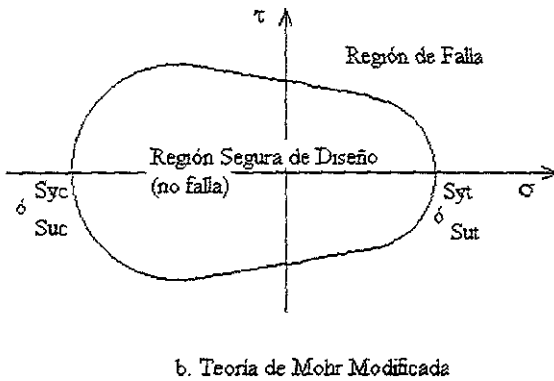 τ
Región de Falla
Región Segura de Diseño
(no falla)
Syc
ó
Suc
Syt
ó
Sut
σ
b. Teoría de Mohr Modificada